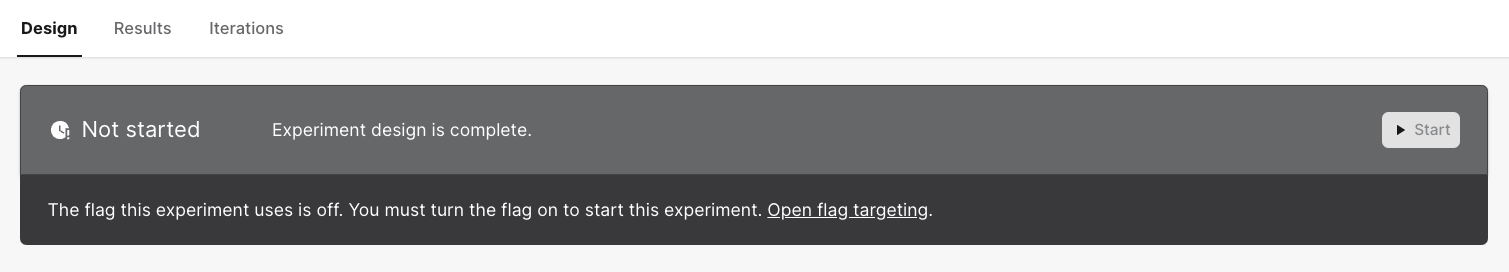 Design Results Iterations
Not started Experiment design is complete. Start
The flag this experiment uses is off. You must turn the flag on to start this experiment. Open flag targeting.